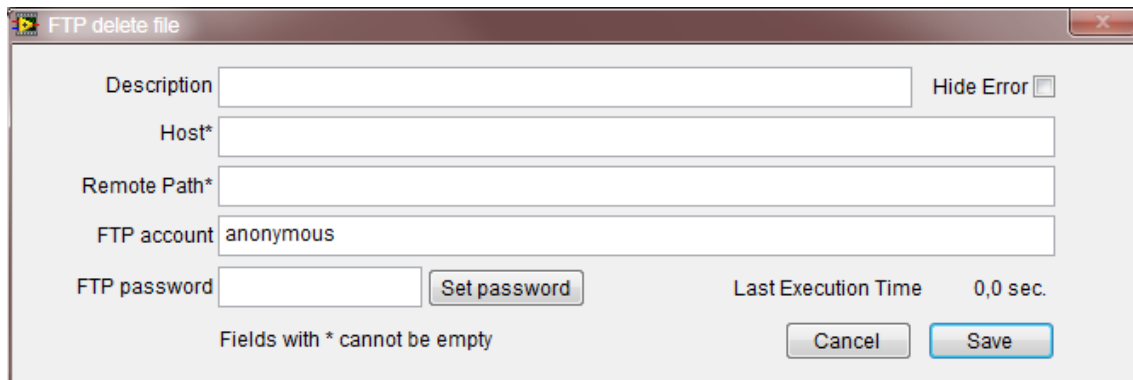 FTP delete file
Description Hide Error
Host*
Remote Path*
FTP account anonymous
FTP password Set password Last Execution Time 0,0 sec.
Fields with * cannot be empty Cancel Save